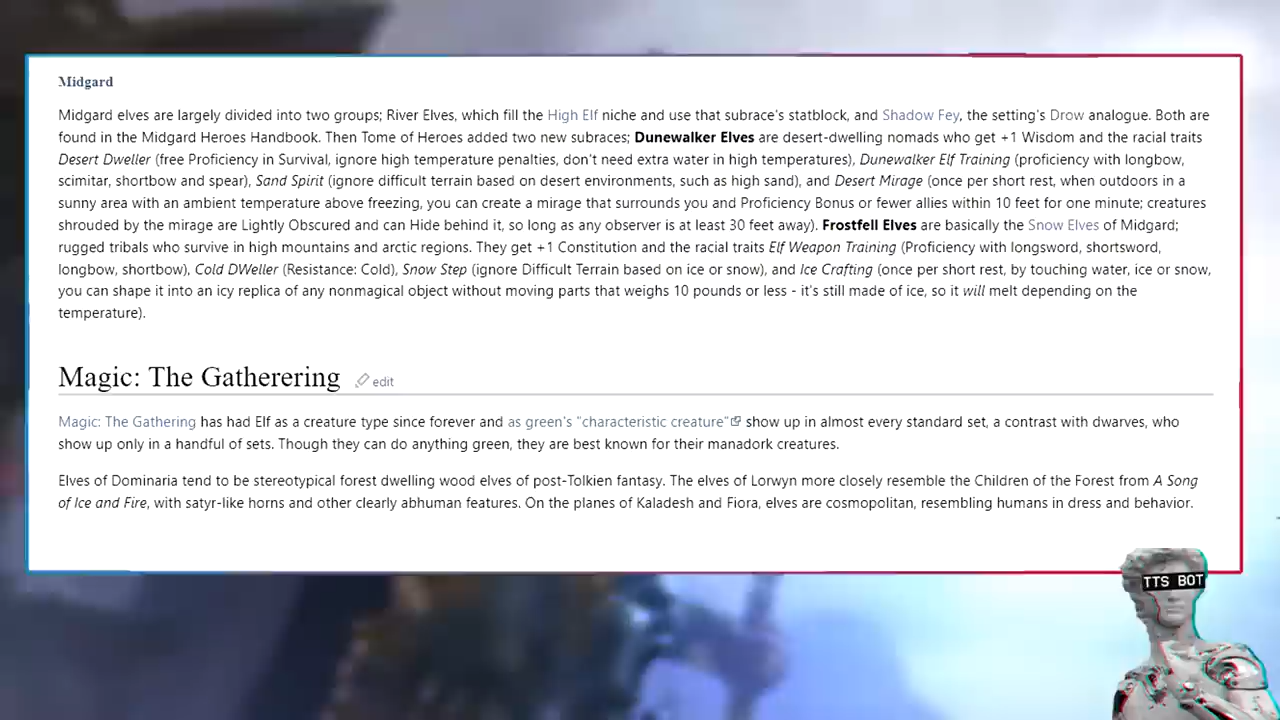 Midgard
Midgard elves are largely divided into two groups; River Elves, which fill the High Elf niche and use that subrace's statblock, and Shadow Fey, the setting's Drow analogue. Both are
found in the Midgard Heroes Handbook. Then Tome of Heroes added two new subraces; Dunewalker Elves are desert-dwelling nomads who get +1 Wisdom and the racial traits
Desert Dweller (free Proficiency in Survival, ignore high temperature penalties, don't need extra water in high temperatures), Dunewalker Elf Training (proficiency with longbow,
scimitar, shortbow and spear), Sand Spirit (ignore difficult terrain based on desert environments, such as high sand), and Desert Mirage (once per short rest, when outdoors in a
sunny area with an ambient temperature above freezing, you can create a mirage that surrounds you and Proficiency Bonus or fewer allies within 10 feet for one minute; creatures
shrouded by the mirage are Lightly Obscured and can Hide behind it, so long as any observer is at least 30 feet away). Frostfell Elves are basically the Snow Elves of Midgard;
rugged tribals who survive in high mountains and arctic regions. They get +1 Constitution and the racial traits Elf Weapon Training (Proficiency with longsword, shortsword,
longbow, shortbow), Cold DWeller (Resistance: Cold), Snow Step (ignore Difficult Terrain based on ice or snow), and Ice Crafting (once per short rest, by touching water, ice or snow,
you can shape it into an icy replica of any nonmagical object without moving parts that weighs 10 pounds or less - it's still made of ice, so it will melt depending on the
temperature).
Magic: The Gatherering edit
Magic: The Gathering has had Elf as a creature type since forever and as green's "characteristic creature" show up in almost every standard set, a contrast with dwarves, who
show up only in a handful of sets. Though they can do anything green, they are best known for their manadork creatures.
Elves of Dominaria tend to be stereotypical forest dwelling wood elves of post-Tolkien fantasy. The elves of Lorwyn more closely resemble the Children of the Forest from A Song
of Ice and Fire, with satyr-like horns and other clearly abhuman features. On the planes of Kaladesh and Fiora, elves are cosmopolitan, resembling humans in dress and behavior.
TTS BOT